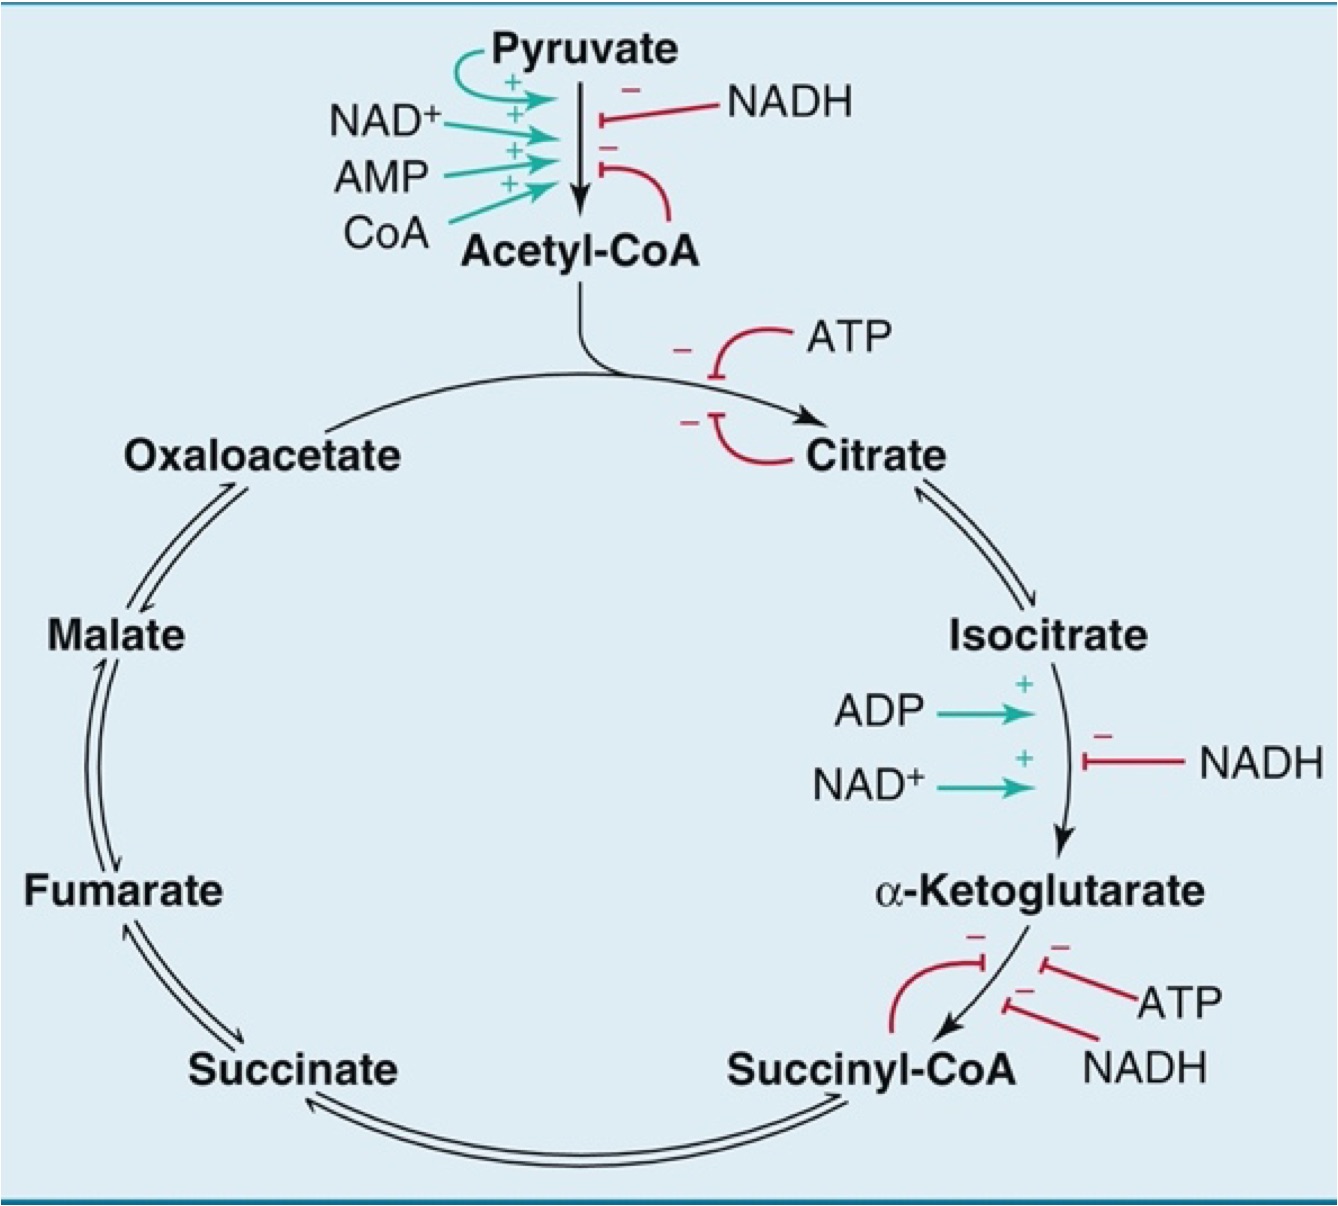 Pyruvate
+
−
NADH
NAD⁺
+
AMP
+
−
+
CoA
Acetyl-CoA
ATP
−
−
Oxaloacetate
Citrate
Malate
Isocitrate
+
ADP
−
NADH
+
NAD⁺
Fumarate
α-Ketoglutarate
−
−
−
ATP
Succinate
Succinyl-CoA
NADH